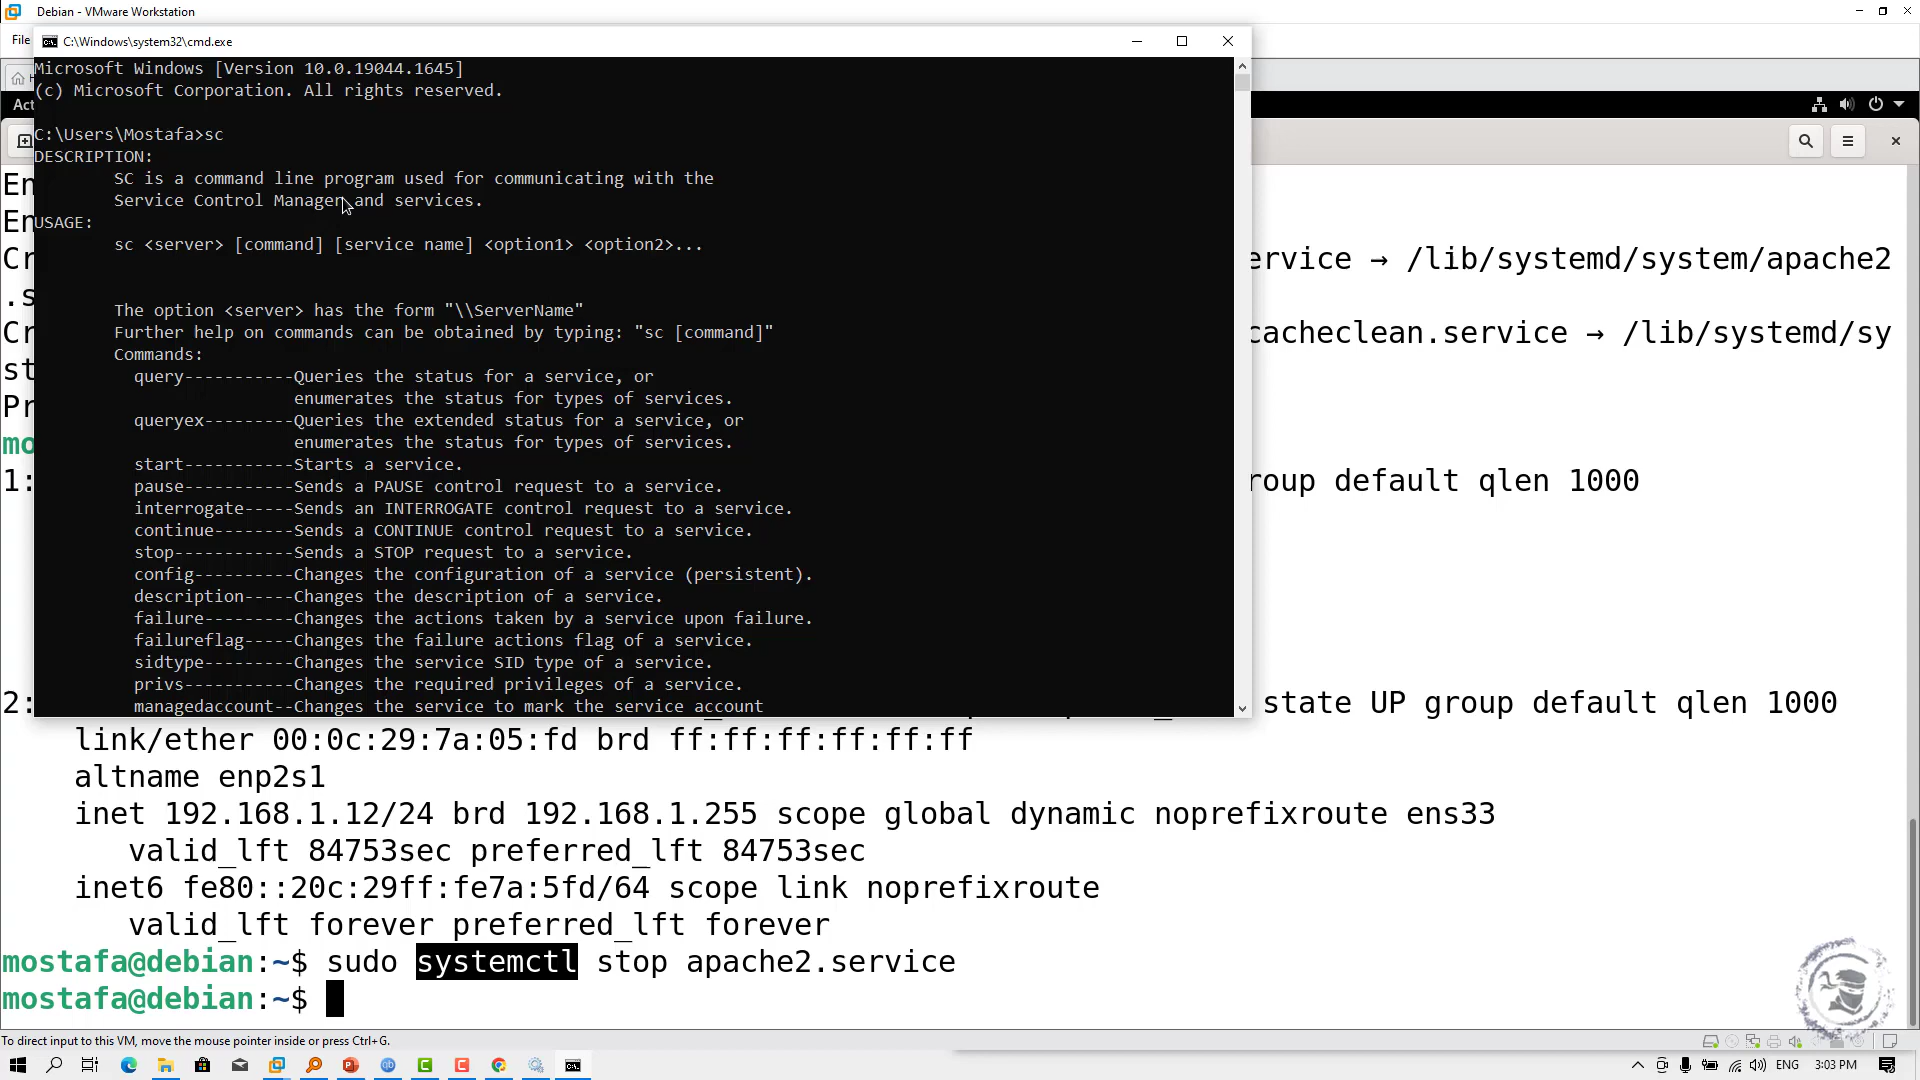 Debian - VMware Workstation
File
C:\Windows\system32\cmd.exe
Microsoft Windows [Version 10.0.19044.1645]
(c) Microsoft Corporation. All rights reserved.
Act
C:\Users\Mostafa>sc
DESCRIPTION:
SC is a command line program used for communicating with the
Service Control Manager and services.
USAGE:
sc <server> [command] [service name] <option1> <option2>...
The option <server> has the form "\\ServerName"
Further help on commands can be obtained by typing: "sc [command]"
Commands:
query-----------Queries the status for a service, or
enumerates the status for types of services.
queryex---------Queries the extended status for a service, or
enumerates the status for types of services.
start-----------Starts a service.
pause-----------Sends a PAUSE control request to a service.
interrogate-----Sends an INTERROGATE control request to a service.
continue--------Sends a CONTINUE control request to a service.
stop------------Sends a STOP request to a service.
config----------Changes the configuration of a service (persistent).
description-----Changes the description of a service.
failure---------Changes the actions taken by a service upon failure.
failureflag-----Changes the failure actions flag of a service.
sidtype---------Changes the service SID type of a service.
privs-----------Changes the required privileges of a service.
managedaccount--Changes the service to mark the service account
En
En
Cr ervice → /lib/systemd/system/apache2
.s
Cr cacheclean.service → /lib/systemd/sy
st
Pr
mo
1: roup default qlen 1000
2: state UP group default qlen 1000
link/ether 00:0c:29:7a:05:fd brd ff:ff:ff:ff:ff:ff
altname enp2s1
inet 192.168.1.12/24 brd 192.168.1.255 scope global dynamic noprefixroute ens33
valid_lft 84753sec preferred_lft 84753sec
inet6 fe80::20c:29ff:fe7a:5fd/64 scope link noprefixroute
valid_lft forever preferred_lft forever
mostafa@debian:~$ sudo systemctl stop apache2.service
mostafa@debian:~$
To direct input to this VM, move the mouse pointer inside or press Ctrl+G.
ENG 3:03 PM